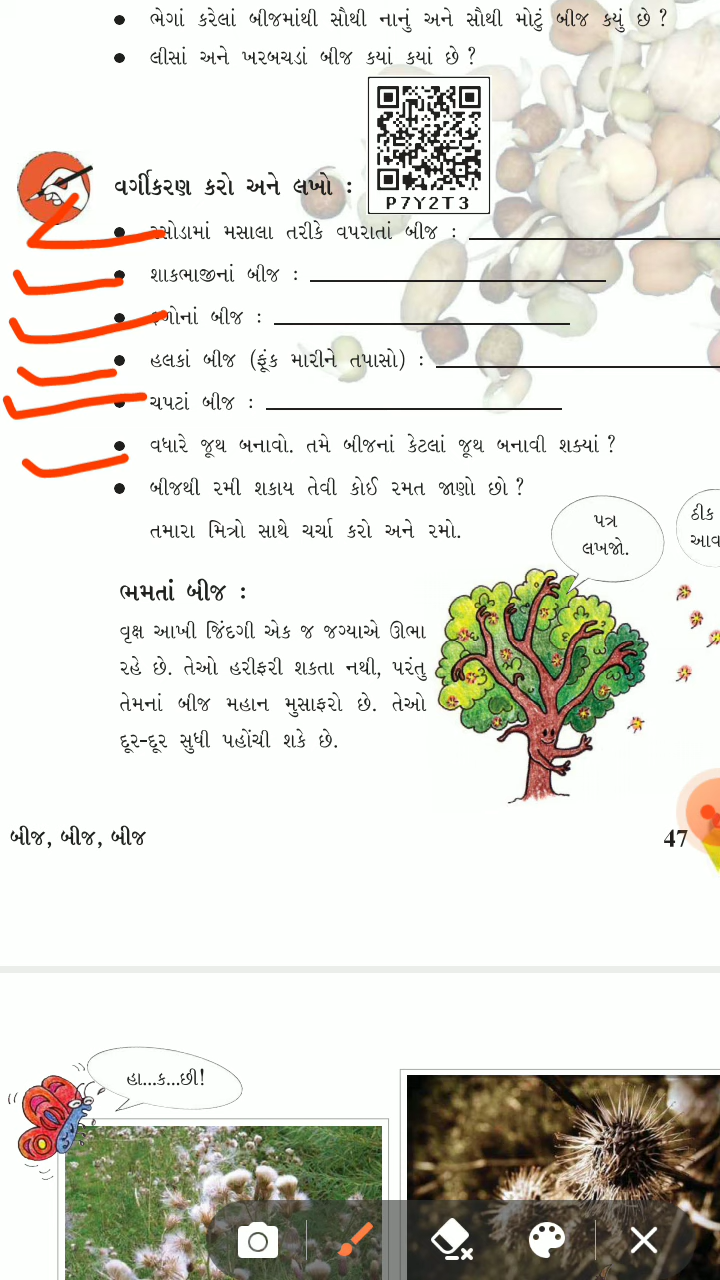 ભેગાં કરેલાં બીજમાંથી સૌથી નાનું અને સૌથી મોટું બીજ કયું છે ?
લીસાં અને ખરબચડાં બીજ કયાં કયાં છે ?
P7Y2T3
વર્ગીકરણ કરો અને લખો :
રસોડામાં મસાલા તરીકે વપરાતાં બીજ :
શાકભાજીનાં બીજ :
ફળોનાં બીજ :
હલકાં બીજ (ફૂંક મારીને તપાસો) :
ચપટાં બીજ :
વધારે જૂથ બનાવો. તમે બીજનાં કેટલાં જૂથ બનાવી શક્યાં ?
બીજથી રમી શકાય તેવી કોઈ રમત જાણો છો ?
તમારા મિત્રો સાથે ચર્ચા કરો અને રમો.
પત્ર
લખજો.
ઠીક
આવ
ભમતાં બીજ :
વૃક્ષ આખી જિંદગી એક જ જગ્યાએ ઊભા
રહે છે. તેઓ હરીફરી શકતા નથી, પરંતુ
તેમનાં બીજ મહાન મુસાફરો છે. તેઓ
દૂર-દૂર સુધી પહોંચી શકે છે.
બીજ, બીજ, બીજ
47
હા...ક...છી!